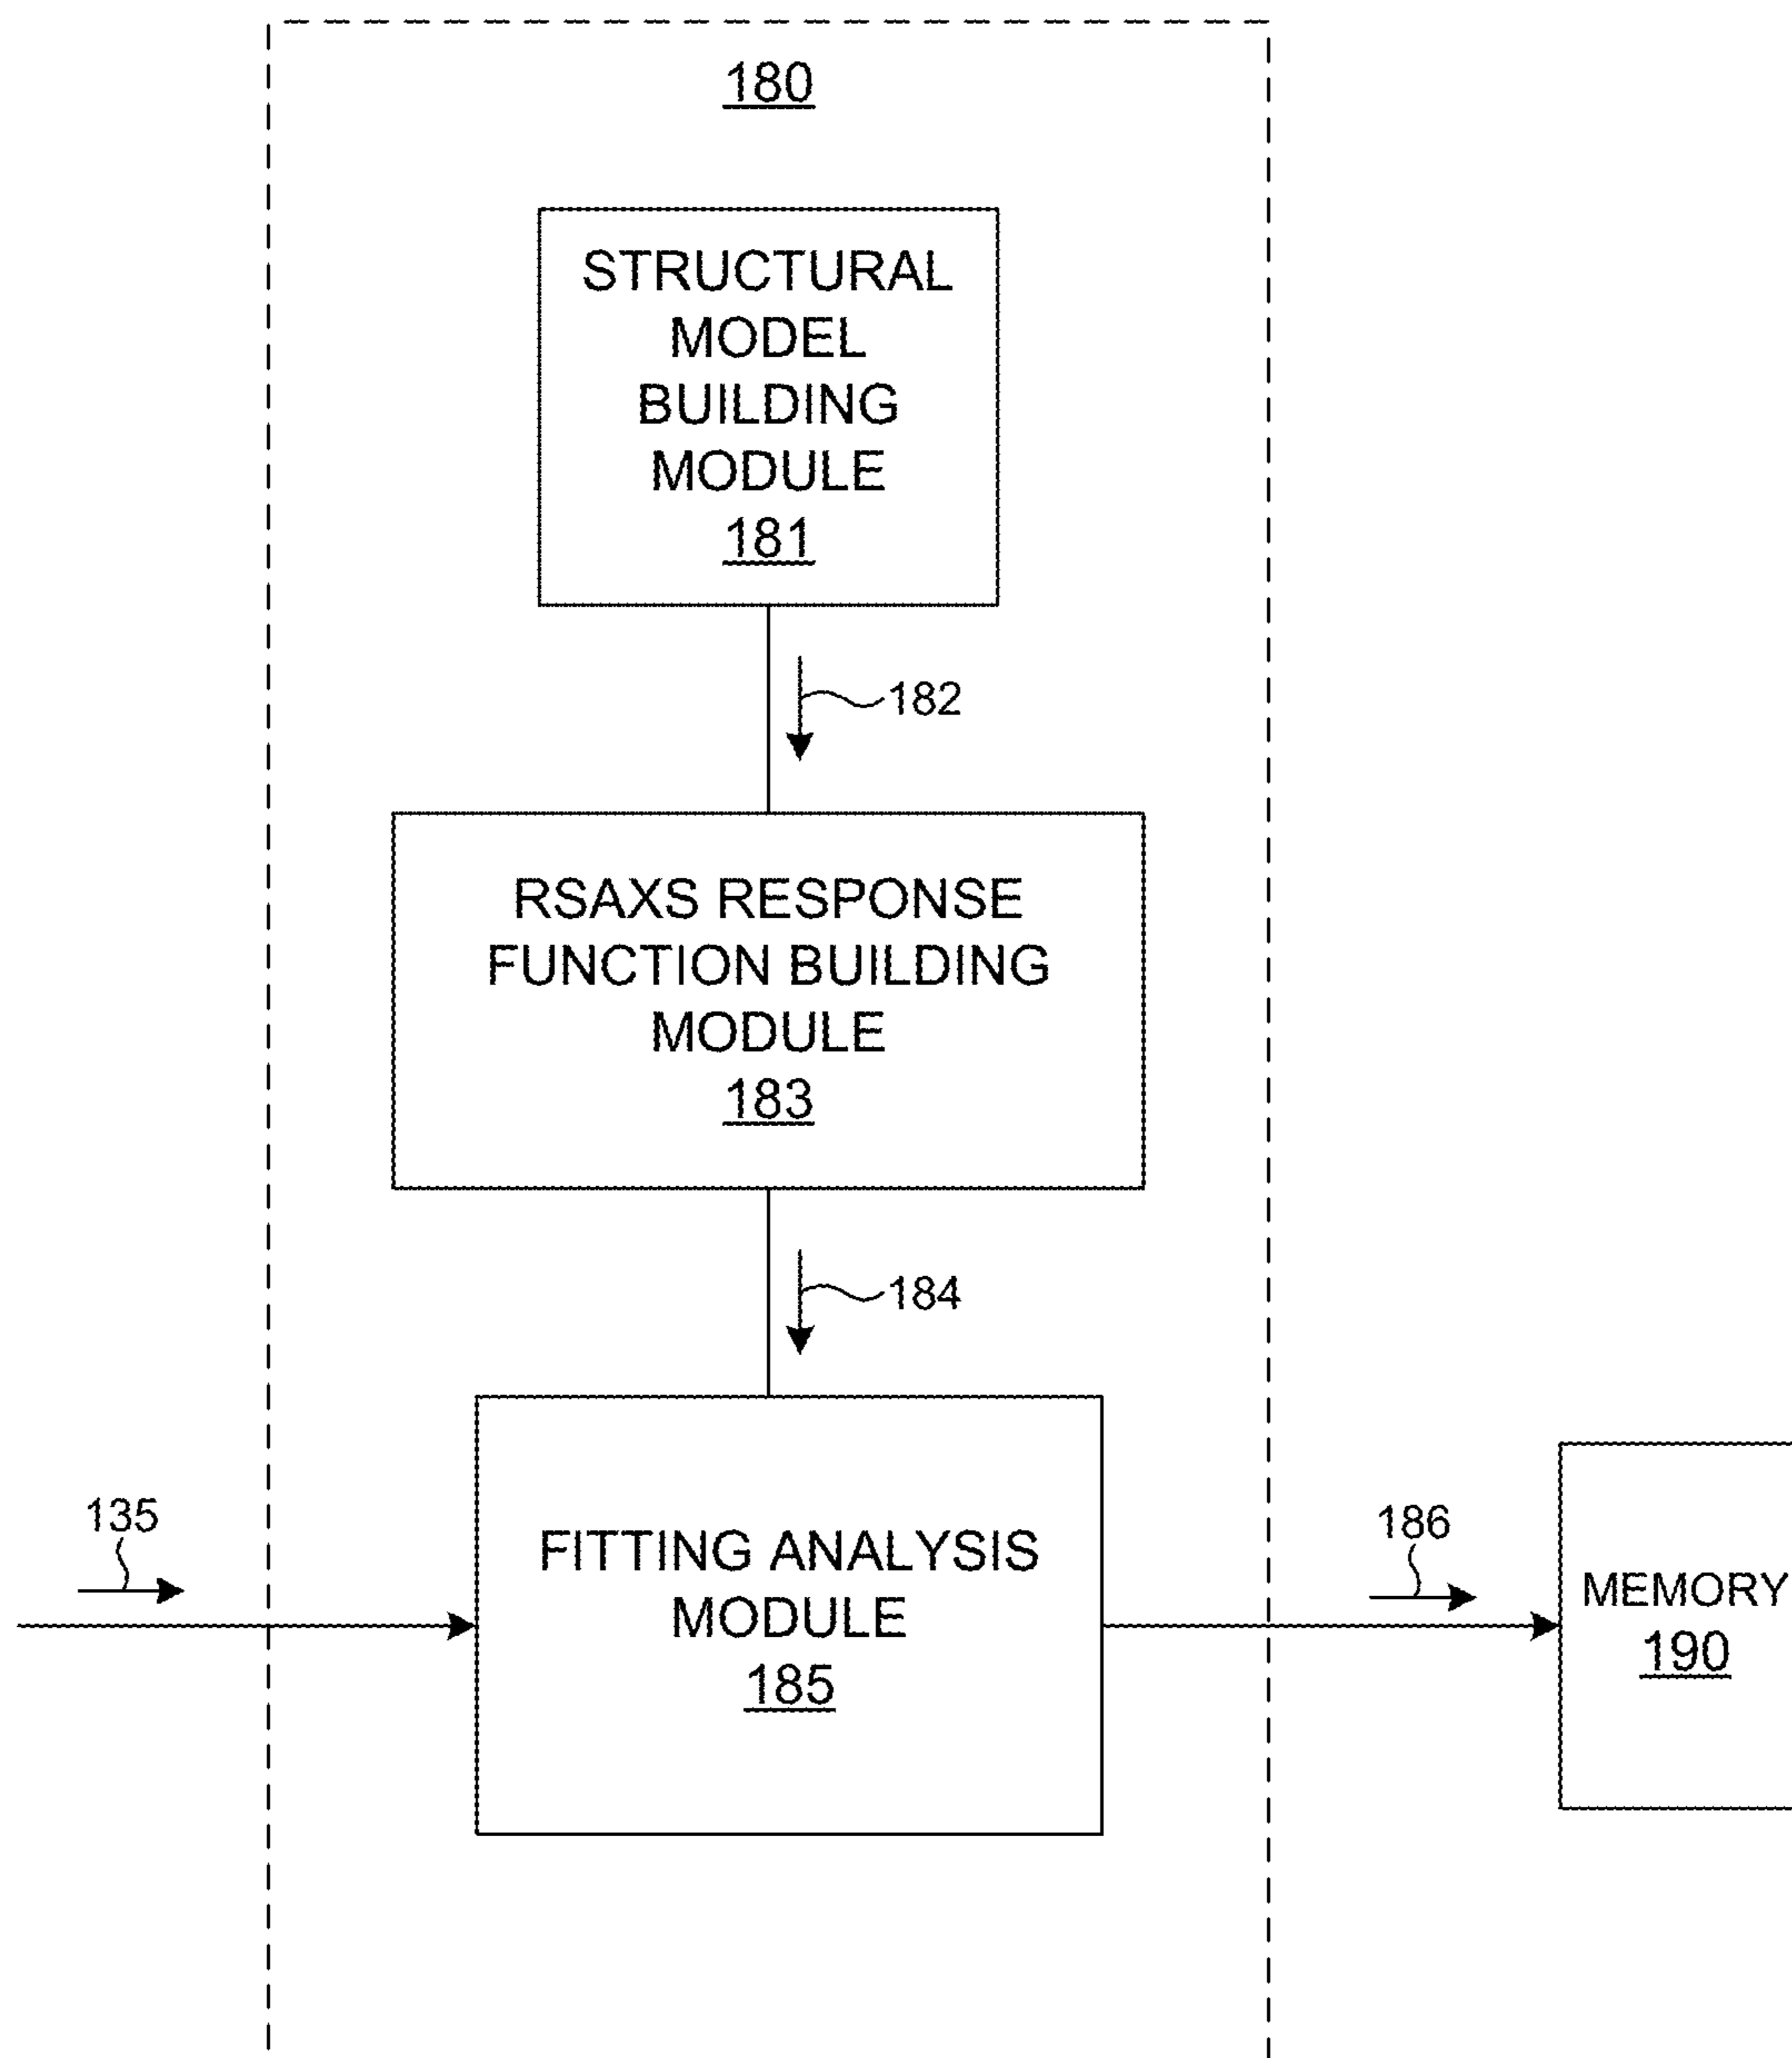 180
STRUCTURAL
MODEL
BUILDING
MODULE
181
182
RSAXS RESPONSE
FUNCTION BUILDING
MODULE
183
184
135
FITTING ANALYSIS
MODULE
185
186
MEMORY
190